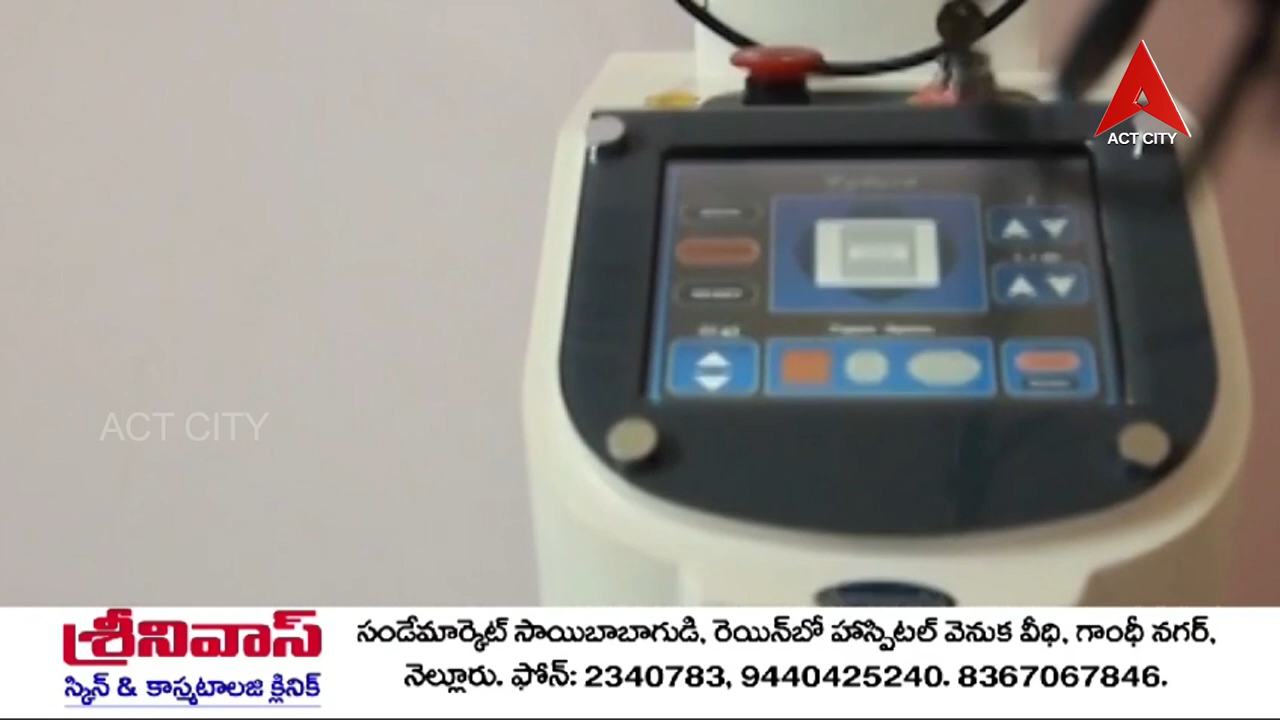 ACT CITY
ACT CITY
శ్రీనివాస్
స్కిన్ & కాస్మటాలజి క్లినిక్
సండేమార్కెట్ సాయిబాబాగుడి, రెయిన్‌బో హాస్పిటల్ వెనుక వీధి, గాంధీ నగర్,
నెల్లూరు. ఫోన్: 2340783, 9440425240. 8367067846.